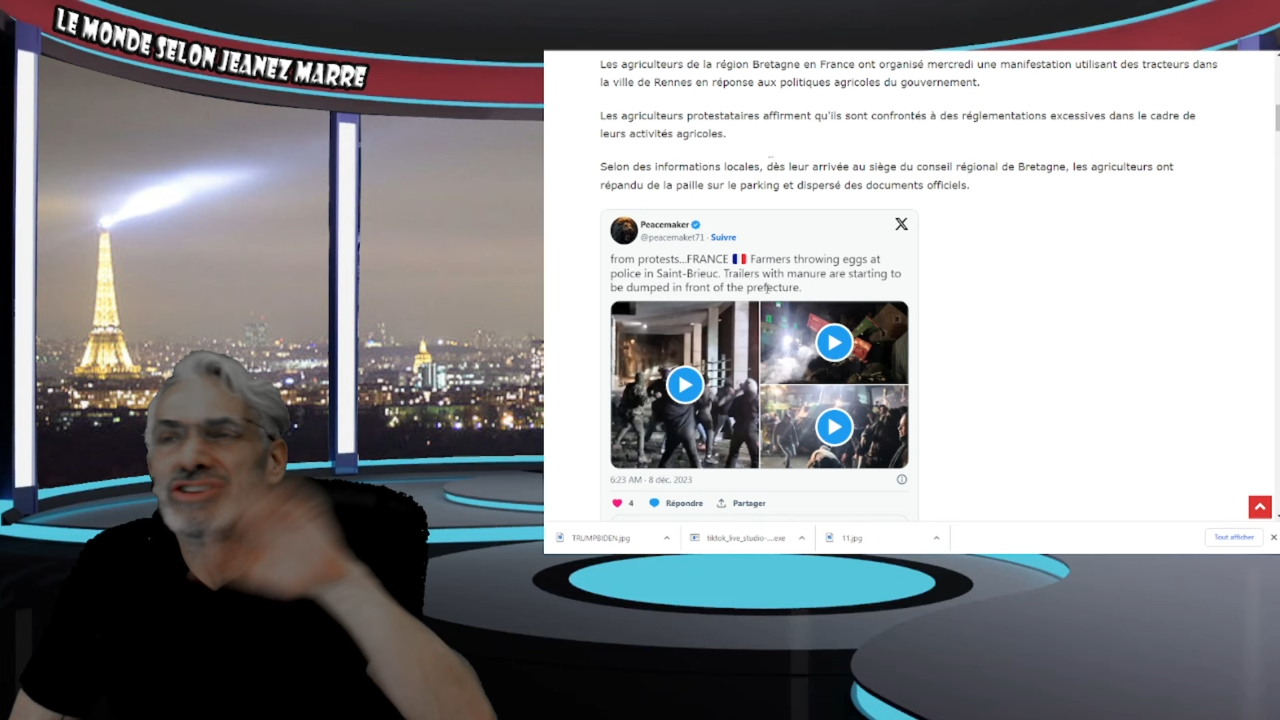 LE MONDE SELON JEANEZ MARRE
Les agriculteurs de la région Bretagne en France ont organisé mercredi une manifestation utilisant des tracteurs dans
la ville de Rennes en réponse aux politiques agricoles du gouvernement.
Les agriculteurs protestataires affirment qu'ils sont confrontés à des réglementations excessives dans le cadre de
leurs activités agricoles.
Selon des informations locales, dès leur arrivée au siège du conseil régional de Bretagne, les agriculteurs ont
répandu de la paille sur le parking et dispersé des documents officiels.
Peacemaker
@peacemaket71 · Suivre
from protests...FRANCE 🇫🇷 Farmers throwing eggs at
police in Saint-Brieuc. Trailers with manure are starting to
be dumped in front of the prefecture.
6:23 AM · 8 déc. 2023
4 Répondre Partager
TRUMPBIDEN.jpg tiktok_live_studio-....exe 11.jpg Tout afficher